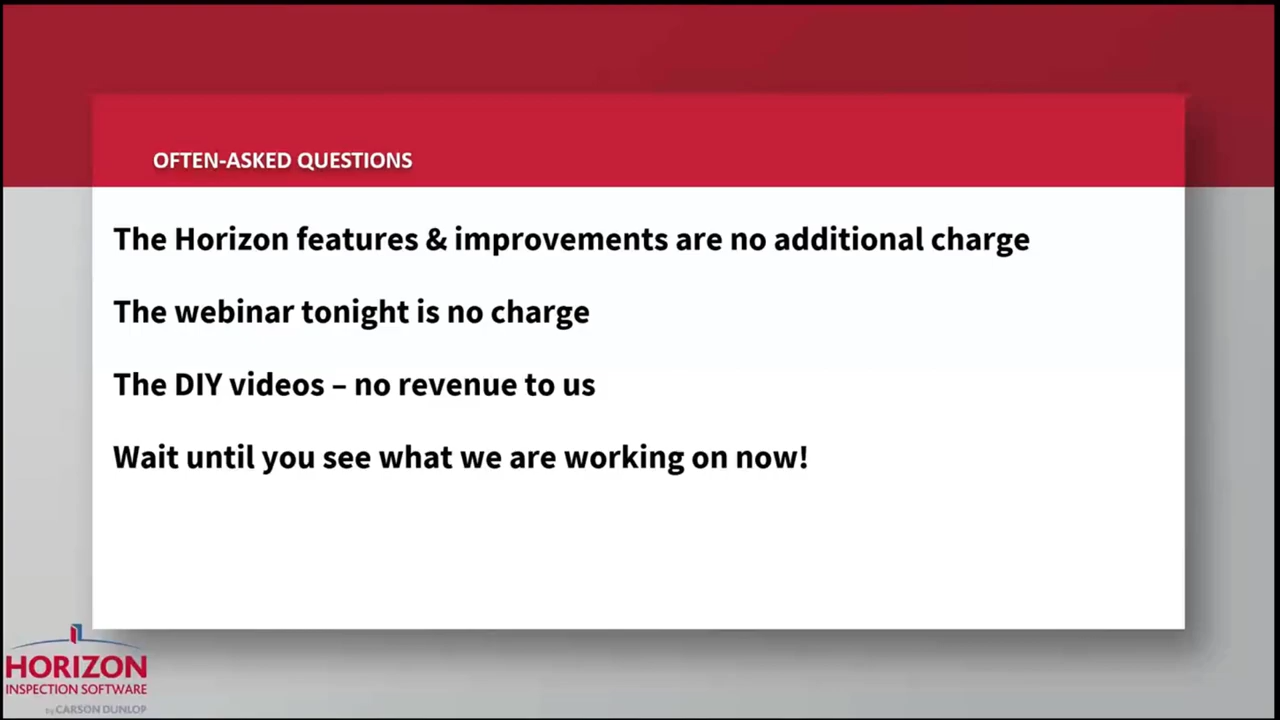 OFTEN-ASKED QUESTIONS
The Horizon features & improvements are no additional charge
The webinar tonight is no charge
The DIY videos – no revenue to us
Wait until you see what we are working on now!
HORIZON
INSPECTION SOFTWARE
by CARSON DUNLOP